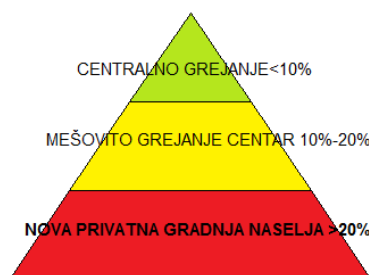 CENTRALNO GREJANJE<10%
MEŠOVITO GREJANJE CENTAR 10%-20%
NOVA PRIVATNA GRADNJA NASELJA >20%